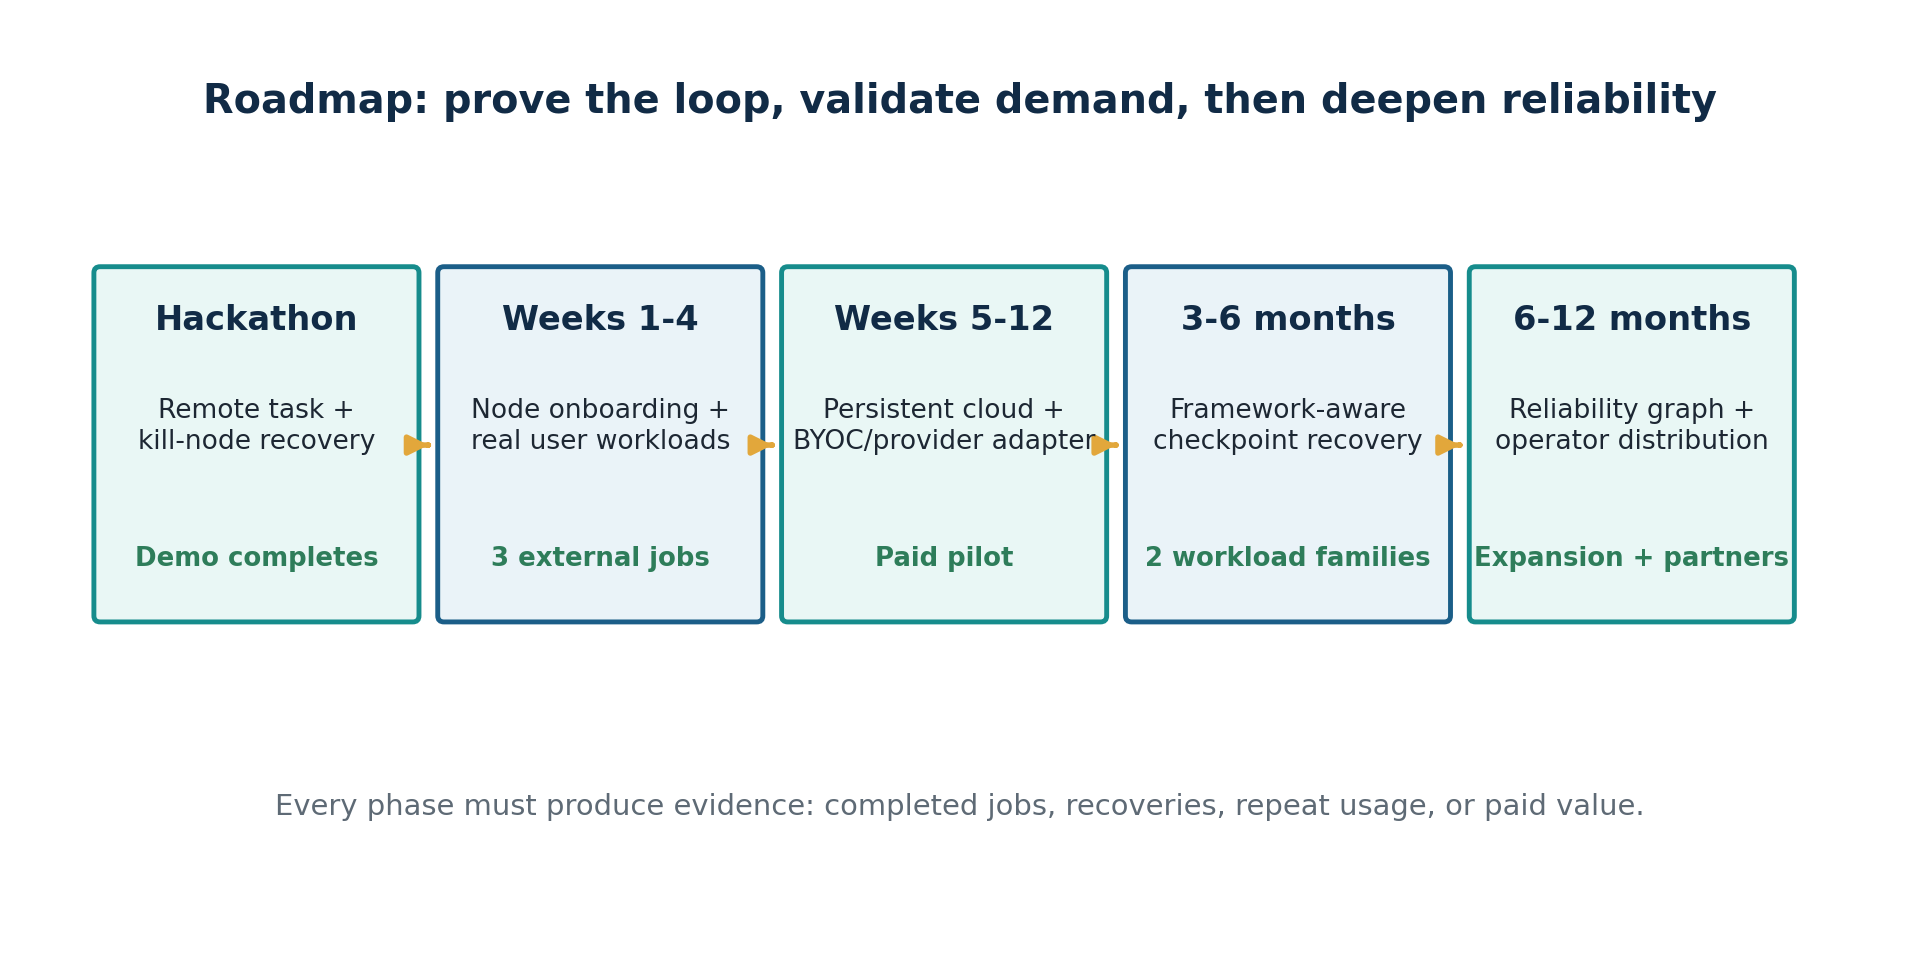 Roadmap: prove the loop, validate demand, then deepen reliability
Hackathon
Remote task +
kill-node recovery
Demo completes
Weeks 1-4
Node onboarding +
real user workloads
3 external jobs
Weeks 5-12
Persistent cloud +
BYOC/provider adapter
Paid pilot
3-6 months
Framework-aware
checkpoint recovery
2 workload families
6-12 months
Reliability graph +
operator distribution
Expansion + partners
Every phase must produce evidence: completed jobs, recoveries, repeat usage, or paid value.